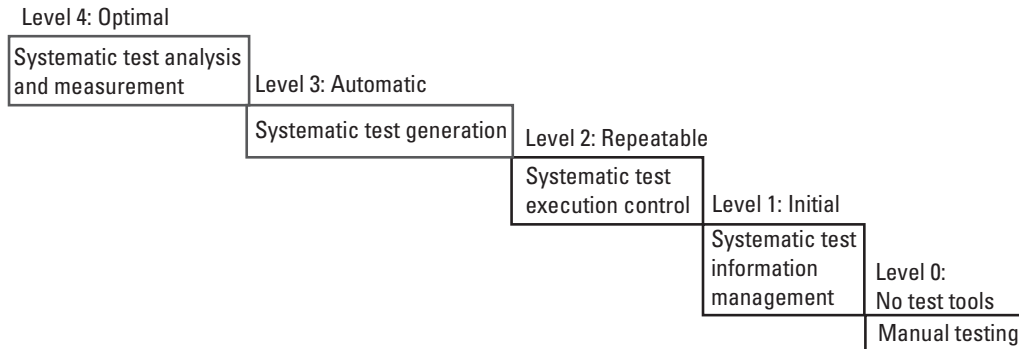 Level 4: Optimal
Systematic test analysis
and measurement
Level 3: Automatic
Systematic test generation
Level 2: Repeatable
Systematic test
execution control
Level 1: Initial
Systematic test
information
management
Level 0:
No test tools
Manual testing